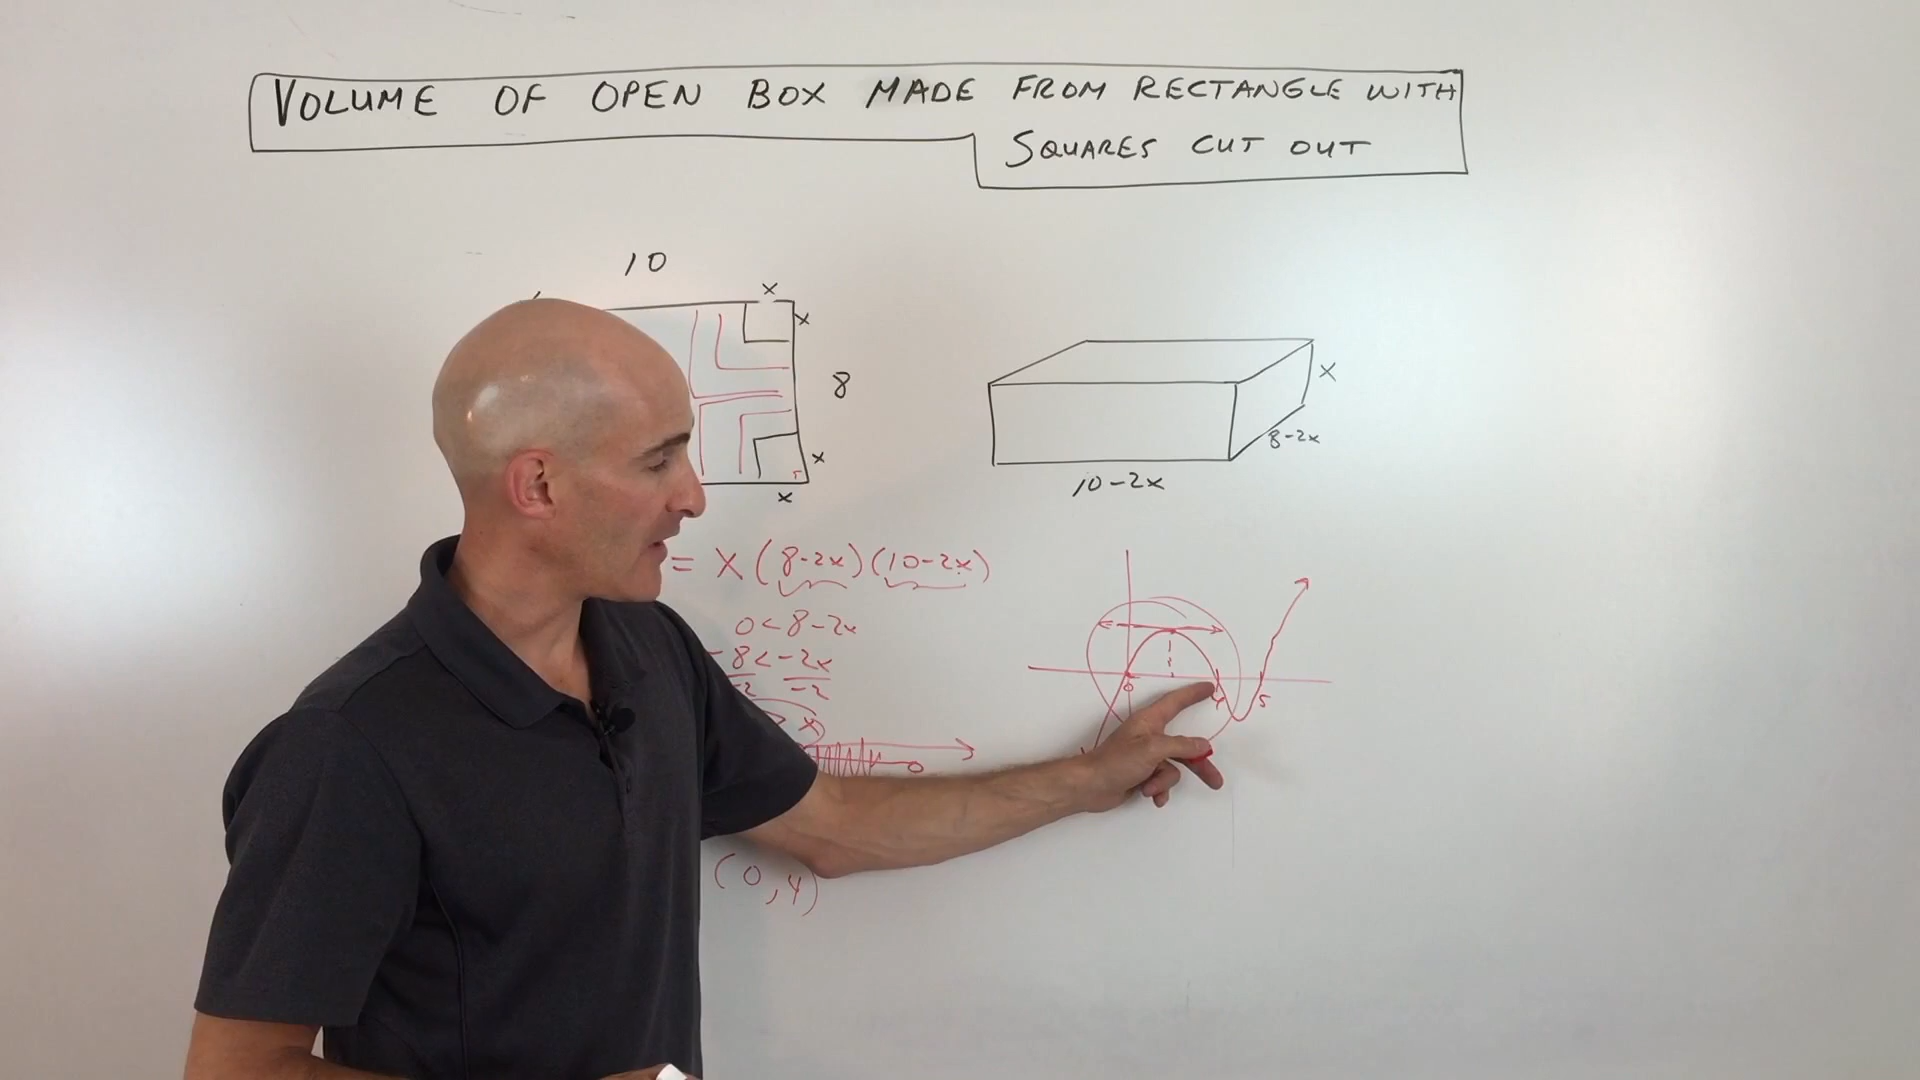 VOLUME OF OPEN BOX MADE FROM RECTANGLE WITH
SQUARES CUT OUT
10
x
x
8
x
x
x
8-2x
10-2x
= X(8-2x)(10-2x)
0<8-2x
-8<-2x
-2 -2
> x
0
4
5
(0,4)